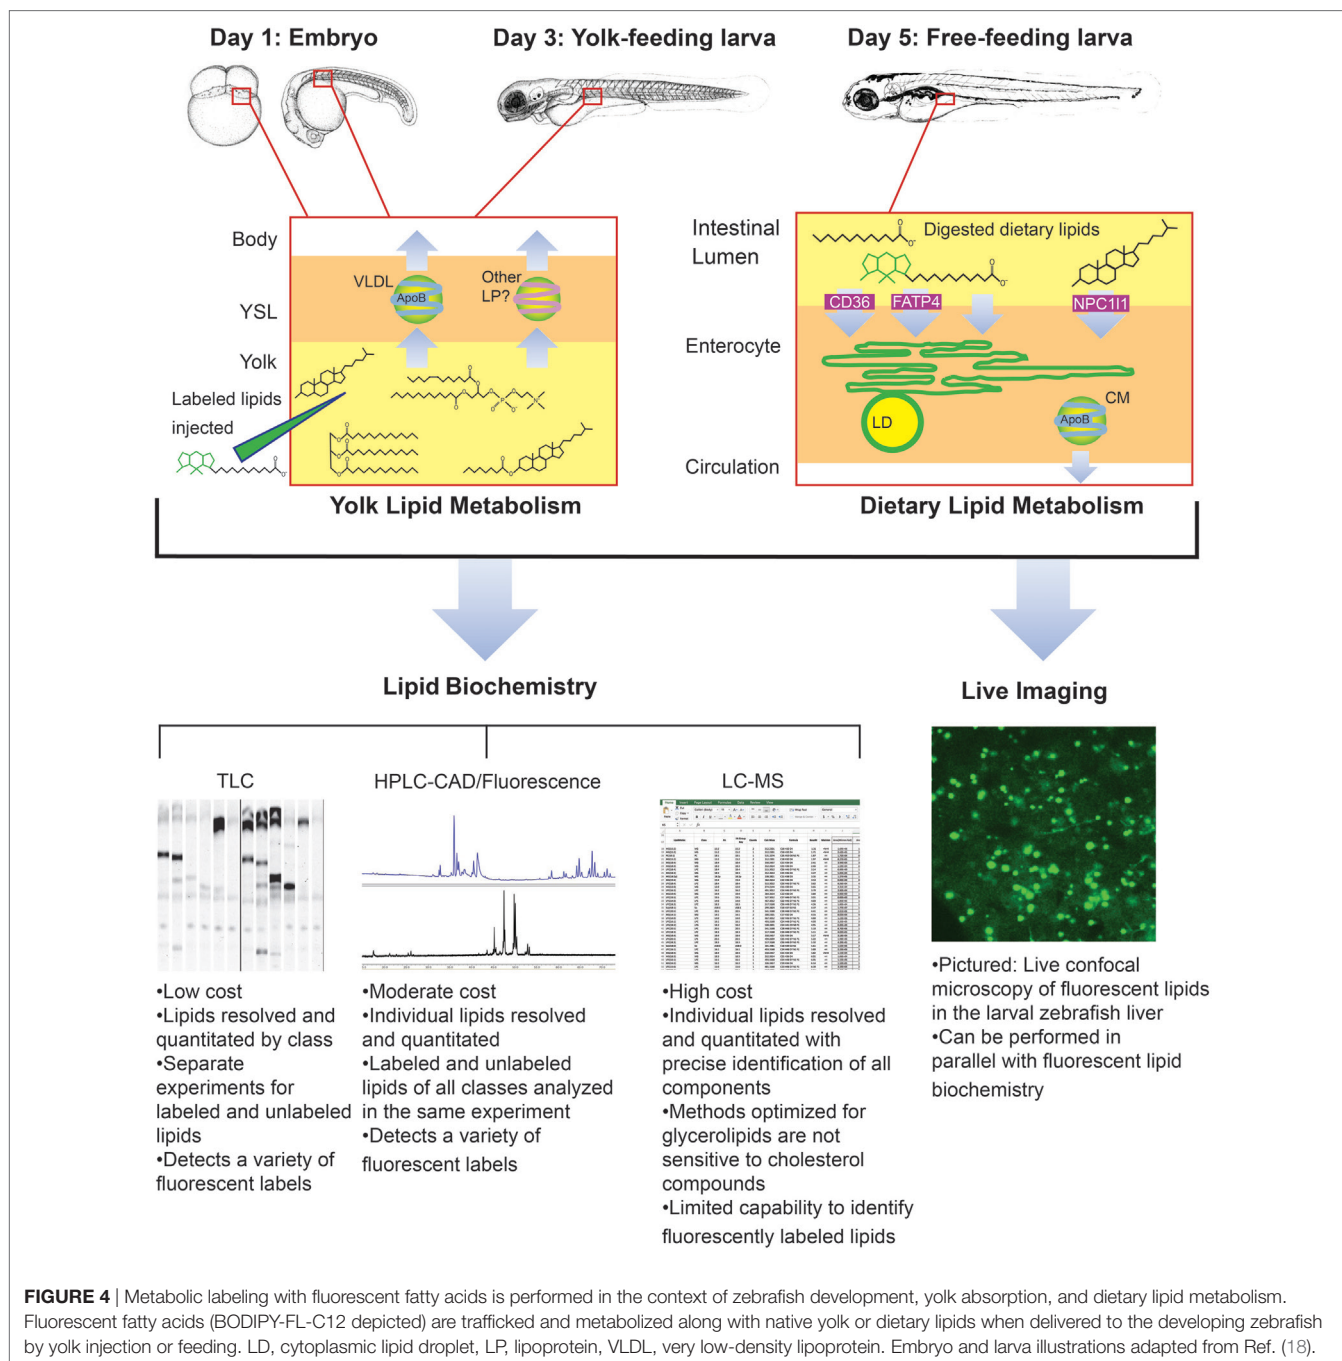 Day 1: Embryo
Day 3: Yolk-feeding larva
Day 5: Free-feeding larva
Body
YSL
Yolk
Labeled lipids
injected
VLDL
ApoB
Other
LP?
Yolk Lipid Metabolism
Intestinal
Lumen
Enterocyte
Circulation
Digested dietary lipids
CD36
FATP4
NPC1l1
LD
CM
ApoB
Dietary Lipid Metabolism
Lipid Biochemistry
Live Imaging
TLC
•Low cost
•Lipids resolved and
quantitated by class
•Separate
experiments for
labeled and unlabeled
lipids
•Detects a variety of
fluorescent labels
HPLC-CAD/Fluorescence
•Moderate cost
•Individual lipids resolved
and quantitated
•Labeled and unlabeled
lipids of all classes analyzed
in the same experiment
•Detects a variety of
fluorescent labels
LC-MS
•High cost
•Individual lipids resolved
and quantitated with
precise identification of all
components
•Methods optimized for
glycerolipids are not
sensitive to cholesterol
compounds
•Limited capability to identify
fluorescently labeled lipids
•Pictured: Live confocal
microscopy of fluorescent lipids
in the larval zebrafish liver
•Can be performed in
parallel with fluorescent lipid
biochemistry
FIGURE 4 | Metabolic labeling with fluorescent fatty acids is performed in the context of zebrafish development, yolk absorption, and dietary lipid metabolism.
Fluorescent fatty acids (BODIPY-FL-C12 depicted) are trafficked and metabolized along with native yolk or dietary lipids when delivered to the developing zebrafish
by yolk injection or feeding. LD, cytoplasmic lipid droplet, LP, lipoprotein, VLDL, very low-density lipoprotein. Embryo and larva illustrations adapted from Ref. (18).